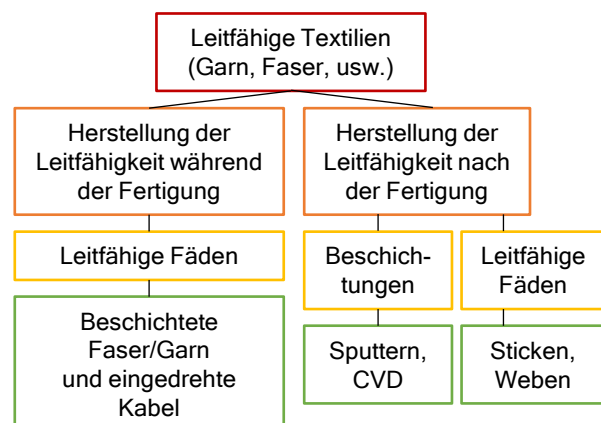 Leitfähige Textilien
(Garn, Faser, usw.)
Herstellung der
Leitfähigkeit während
der Fertigung
Herstellung der
Leitfähigkeit nach
der Fertigung
Leitfähige Fäden
Beschich-
tungen
Leitfähige
Fäden
Beschichtete
Faser/Garn
und eingedrehte
Kabel
Sputtern,
CVD
Sticken,
Weben